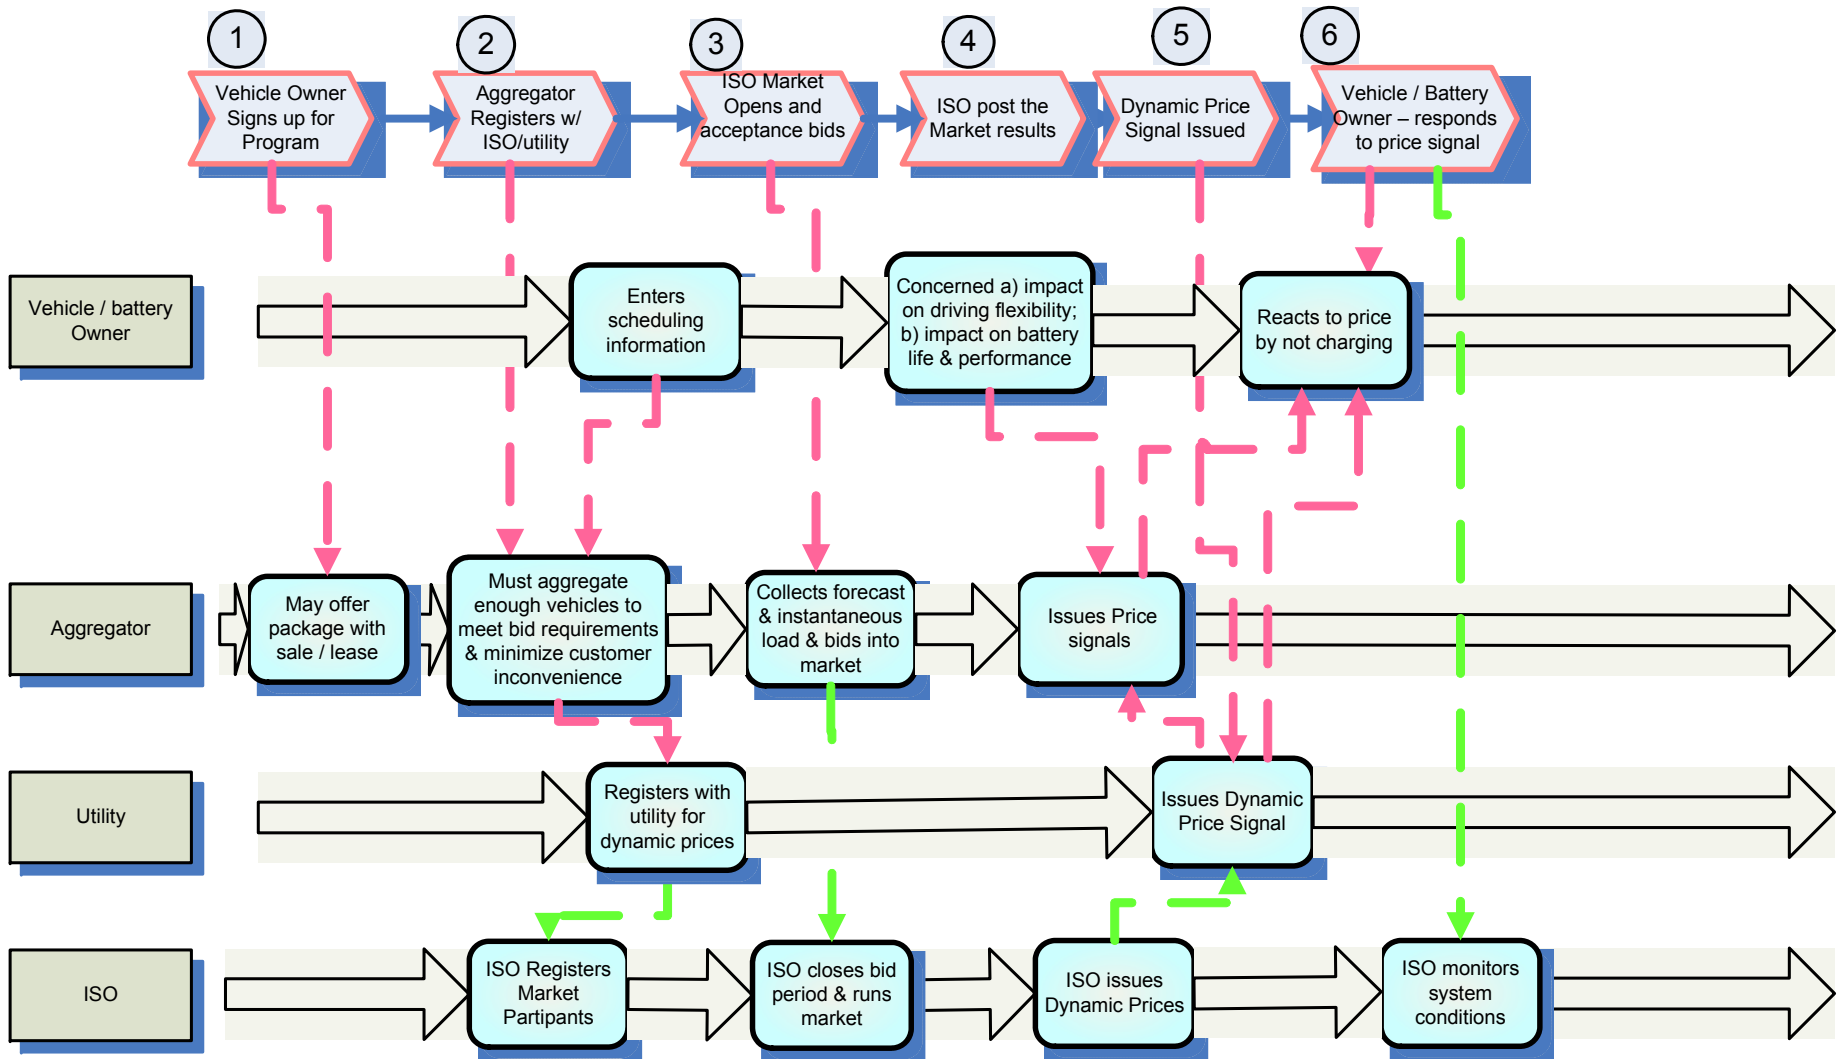 1
2
3
4
5
6
Vehicle Owner
Signs up for
Program
Aggregator
Registers w/
ISO/utility
ISO Market
Opens and
acceptance bids
ISO post the
Market results
Dynamic Price
Signal Issued
Vehicle / Battery
Owner – responds
to price signal
Vehicle / battery
Owner
Enters
scheduling
information
Concerned a) impact
on driving flexibility;
b) impact on battery
life & performance
Reacts to price
by not charging
Aggregator
May offer
package with
sale / lease
Must aggregate
enough vehicles to
meet bid requirements
& minimize customer
inconvenience
Collects forecast
& instantaneous
load & bids into
market
Issues Price
signals
Utility
Registers with
utility for
dynamic prices
Issues Dynamic
Price Signal
ISO
ISO Registers
Market
Partipants
ISO closes bid
period & runs
market
ISO issues
Dynamic Prices
ISO monitors
system
conditions